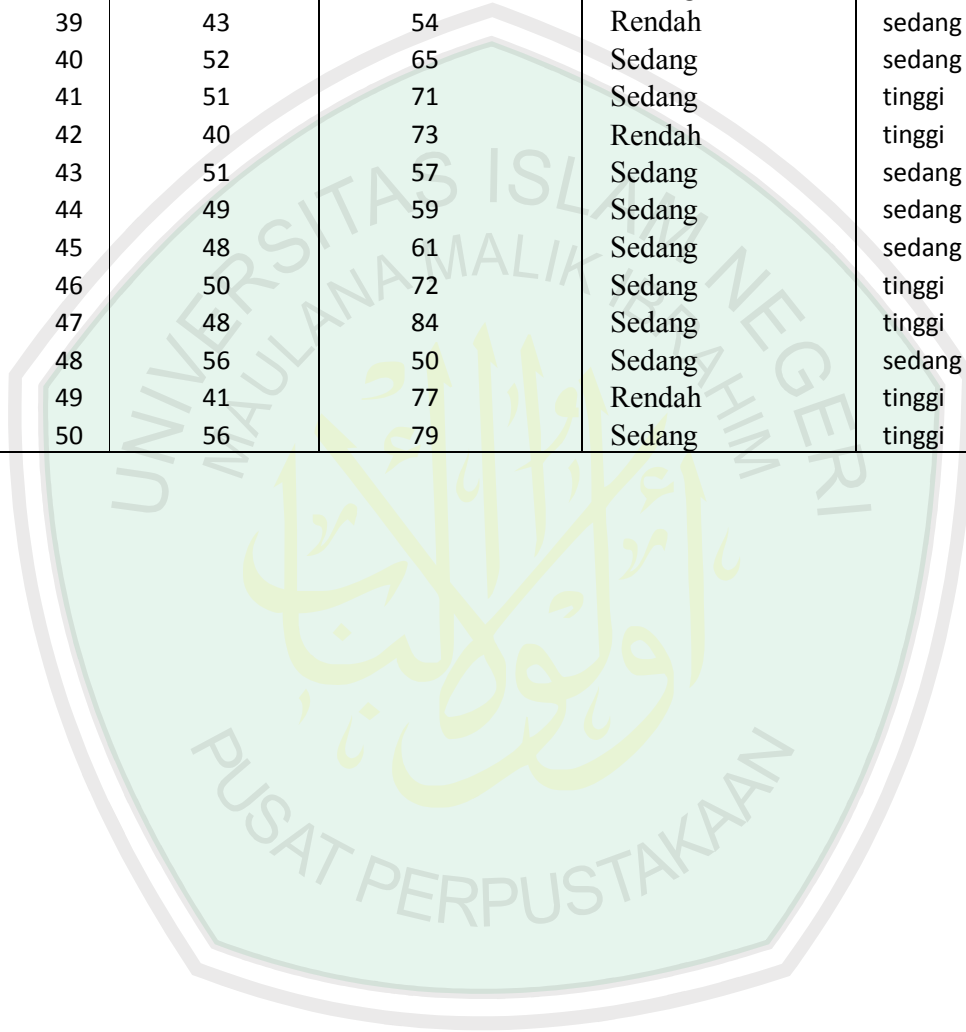 39 43 54 Rendah sedang
40 52 65 Sedang sedang
41 51 71 Sedang tinggi
42 40 73 Rendah tinggi
43 51 57 Sedang sedang
44 49 59 Sedang sedang
45 48 61 Sedang sedang
46 50 72 Sedang tinggi
47 48 84 Sedang tinggi
48 56 50 Sedang sedang
49 41 77 Rendah tinggi
50 56 79 Sedang tinggi
UNIVERSITAS ISLAM NEGERI
MAULANA MALIK IBRAHIM
PUSAT PERPUSTAKAAN